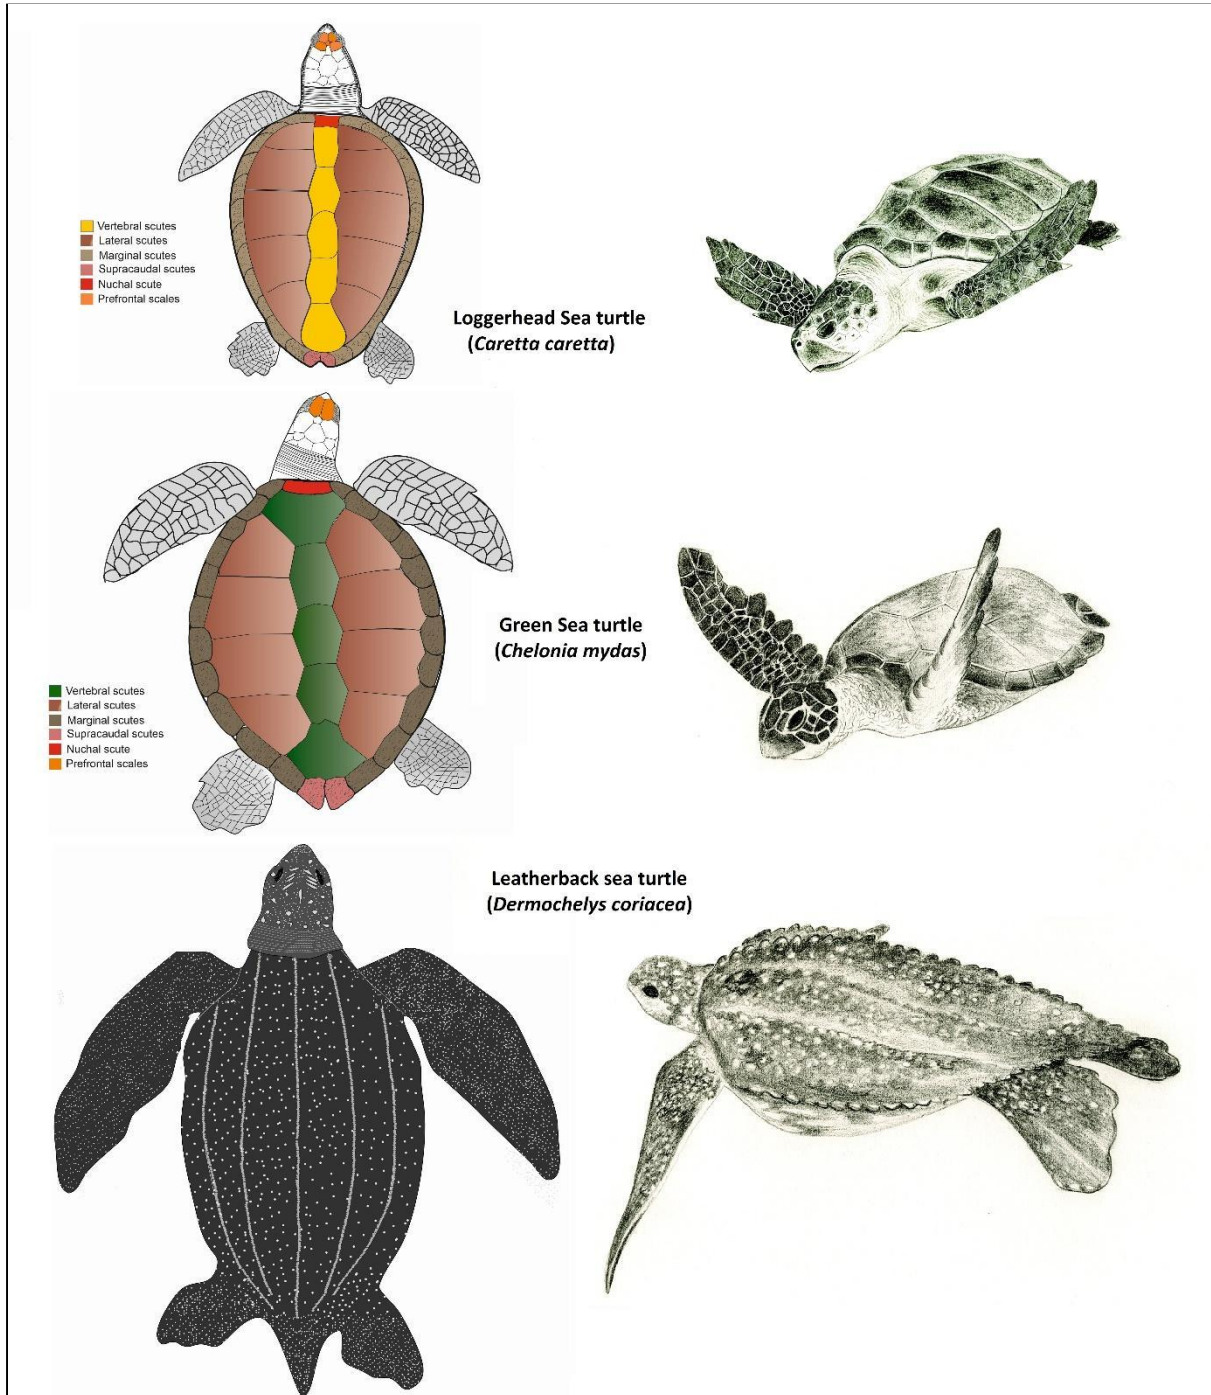 Vertebral scutes
Lateral scutes
Marginal scutes
Supracaudal scutes
Nuchal scute
Prefrontal scales
Loggerhead Sea turtle
(Caretta caretta)
Green Sea turtle
(Chelonia mydas)
Vertebral scutes
Lateral scutes
Marginal scutes
Supracaudal scutes
Nuchal scute
Prefrontal scales
Leatherback sea turtle
(Dermochelys coriacea)